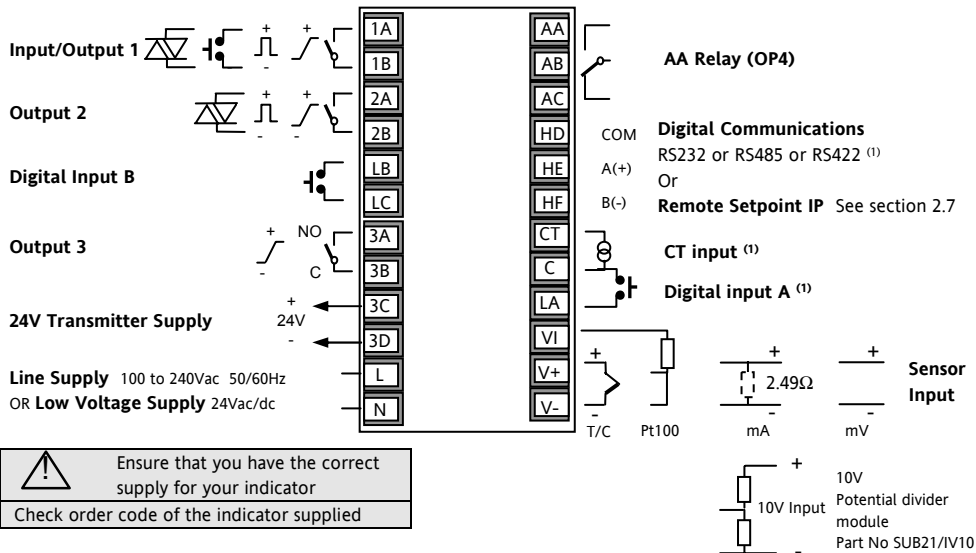 Input/Output 1
+
-
+
-
1A
1B
Output 2
+
-
+
-
2A
2B
Digital Input B
LB
LC
Output 3
+
-
NO
C
3A
3B
24V Transmitter Supply
+
24V
-
3C
3D
Line Supply 100 to 240Vac 50/60Hz
OR Low Voltage Supply 24Vac/dc
L
N
AA
AB
AC
AA Relay (OP4)
HD
HE
HF
COM
A(+)
B(-)
Digital Communications
RS232 or RS485 or RS422 (1)
Or
Remote Setpoint IP See section 2.7
CT
C
LA
CT input (1)
Digital input A (1)
VI
V+
V-
+
-
T/C
Pt100
+
2.49Ω
-
mA
+
-
mV
Sensor
Input
! Ensure that you have the correct
supply for your indicator
Check order code of the indicator supplied
+
10V Input
-
10V
Potential divider
module
Part No SUB21/IV10